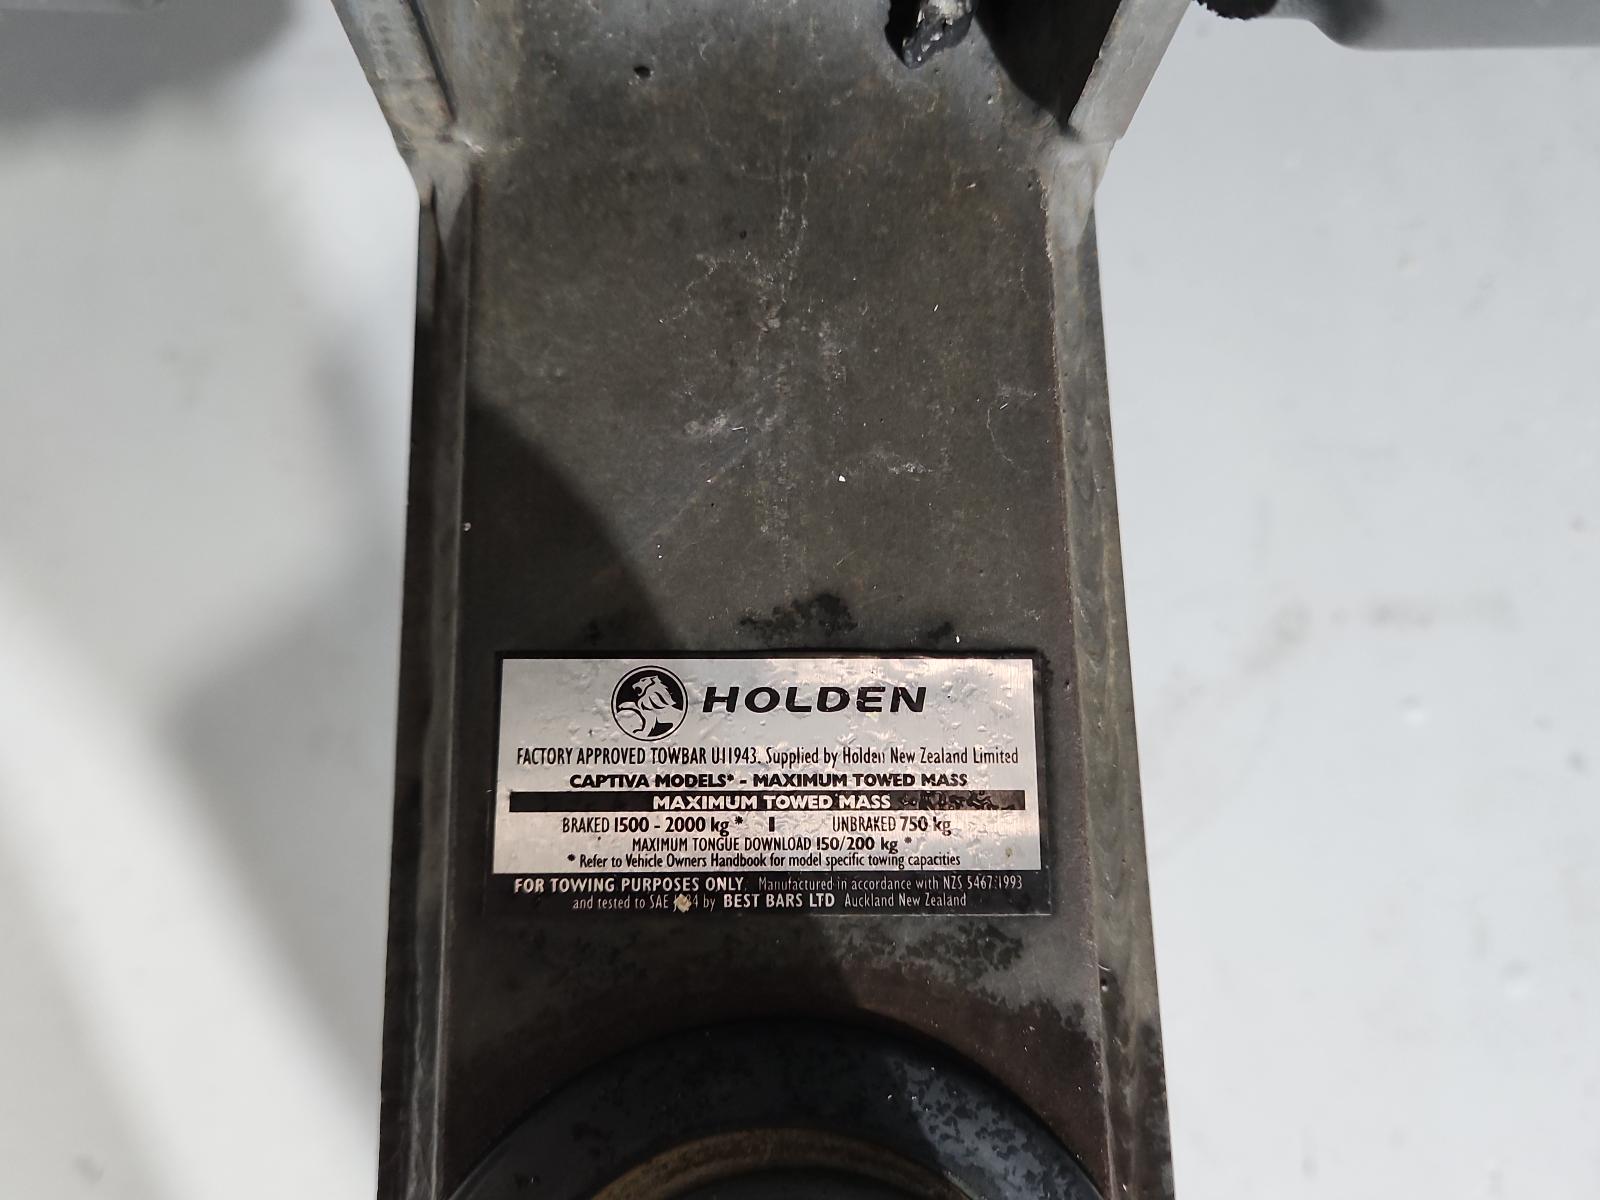 HOLDEN
FACTORY APPROVED TOWBAR U11943. Supplied by Holden New Zealand Limited
CAPTIVA MODELS* - MAXIMUM TOWED MASS
MAXIMUM TOWED MASS
BRAKED 1500 - 2000 kg * | UNBRAKED 750 kg
MAXIMUM TONGUE DOWNLOAD 150/200 kg *
* Refer to Vehicle Owners Handbook for model specific towing capacities
FOR TOWING PURPOSES ONLY. Manufactured in accordance with NZS 5467:1993
and tested to SAE by BEST BARS LTD Auckland New Zealand